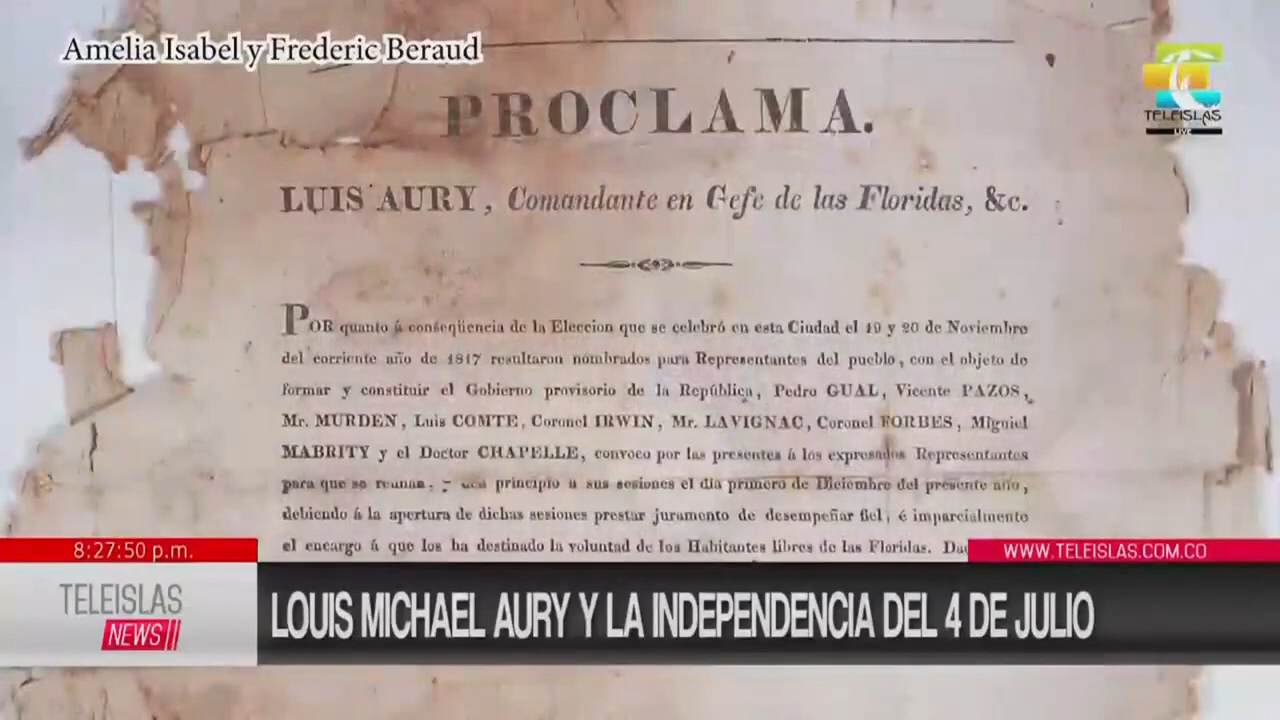 Amelia Isabel y Frederic Beraud
TELEISLAS
LIVE
PROCLAMA.
LUIS AURY, Comandante en Gefe de las Floridas, &c.
POR quanto á conseqüencia de la Eleccion que se celebró en esta Ciudad el 19 y 20 de Noviembre
del corriente año de 1817 resultaron nombrados para Representantes del pueblo, con el objeto de
formar y constituir el Gobierno provisorio de la República, Pedro GUAL, Vicente PAZOS,
Mr. MURDEN, Luis COMTE, Coronel IRWIN, Mr. LAVIGNAC, Coronel FORBES, Miguel
MABRITY y el Doctor CHAPELLE, convoco por las presentes á los expresados Representantes
para que se reunan, y den principio a sus sesiones el dia primero de Diciembre del presente año,
debiendo á la apertura de dichas sesiones prestar juramento de desempeñar fiel, é imparcialmente
el encargo á que los ha destinado la voluntad de los Habitantes libres de las Floridas.
8:27:50 p.m.
WWW.TELEISLAS.COM.CO
TELEISLAS
NEWS
LOUIS MICHAEL AURY Y LA INDEPENDENCIA DEL 4 DE JULIO